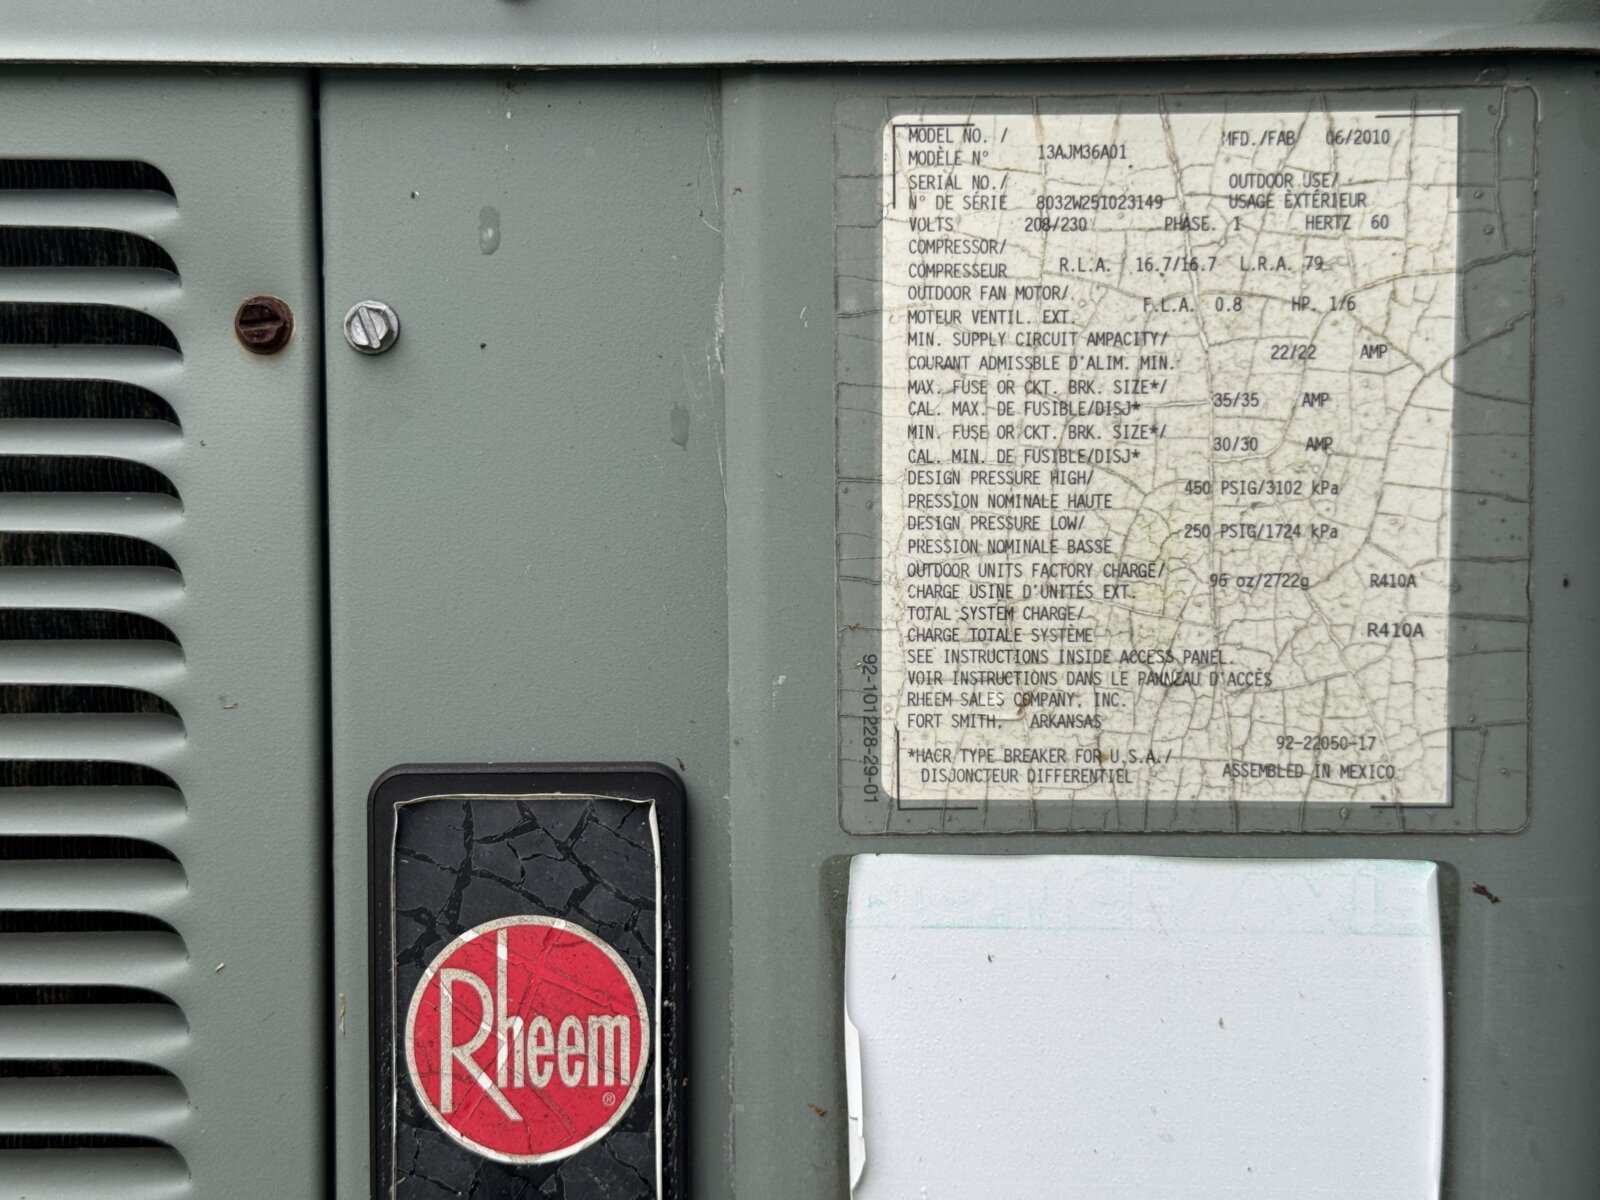 MODEL NO. / MFD./FAB 06/2010
MODÈLE N° 13AJM36A01
SERIAL NO./ OUTDOOR USE/
N° DE SÉRIE 8032W251023149 USAGE EXTÉRIEUR
VOLTS 208/230 PHASE. 1 HERTZ 60
COMPRESSOR/
COMPRESSEUR R.L.A. 16.7/16.7 L.R.A. 79
OUTDOOR FAN MOTOR/ F.L.A. 0.8 HP. 1/6
MOTEUR VENTIL. EXT.
MIN. SUPPLY CIRCUIT AMPACITY/ 22/22 AMP
COURANT ADMISSBLE D'ALIM. MIN.
MAX. FUSE OR CKT. BRK. SIZE*/ 35/35 AMP
CAL. MAX. DE FUSIBLE/DISJ*
MIN. FUSE OR CKT. BRK. SIZE*/ 30/30 AMP
CAL. MIN. DE FUSIBLE/DISJ*
DESIGN PRESSURE HIGH/ 450 PSIG/3102 kPa
PRESSION NOMINALE HAUTE
DESIGN PRESSURE LOW/ 250 PSIG/1724 kPa
PRESSION NOMINALE BASSE
OUTDOOR UNITS FACTORY CHARGE/ 96 oz/2722g R410A
CHARGE USINE D'UNITÉS EXT.
TOTAL SYSTEM CHARGE/
CHARGE TOTALE SYSTÈME R410A
SEE INSTRUCTIONS INSIDE ACCESS PANEL.
VOIR INSTRUCTIONS DANS LE PANNEAU D'ACCÈS
RHEEM SALES COMPANY, INC.
FORT SMITH, ARKANSAS
92-22050-17
*HACR TYPE BREAKER FOR U.S.A./
DISJONCTEUR DIFFERENTIEL ASSEMBLED IN MEXICO
92-101228-29-01
Rheem
®